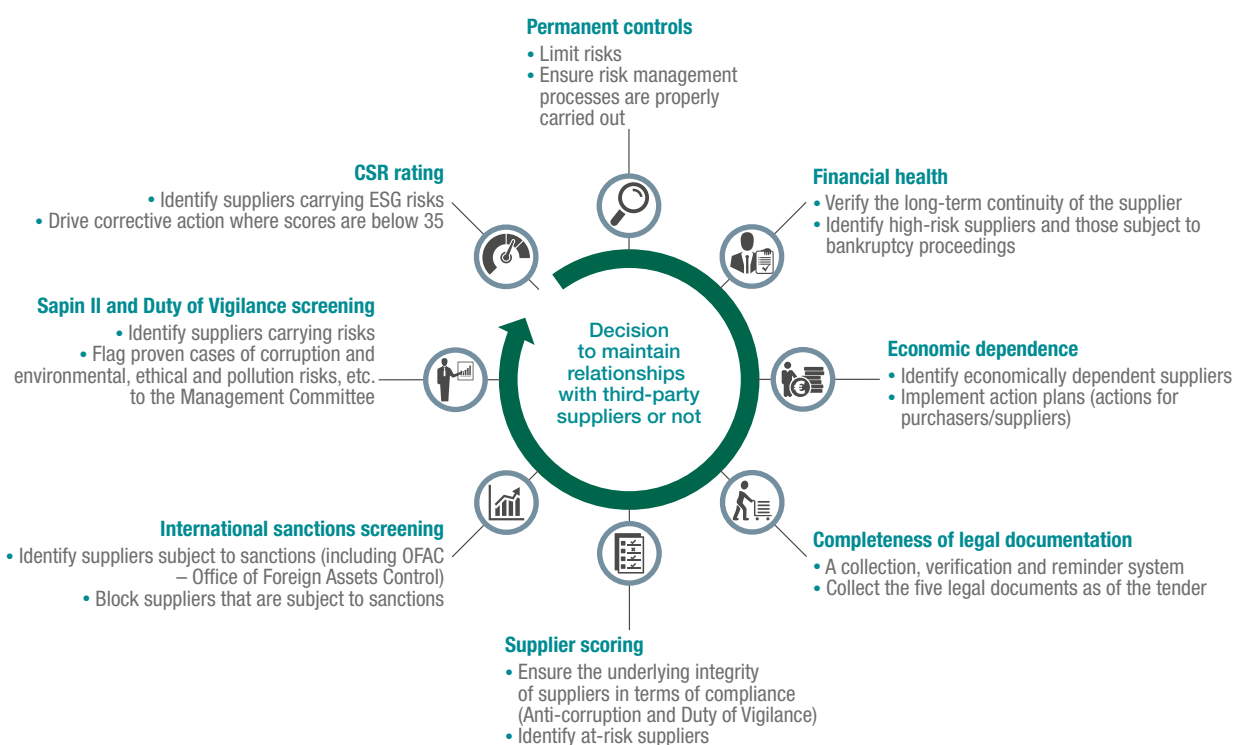 Permanent controls
• Limit risks
• Ensure risk management
processes are properly
carried out
Financial health
• Verify the long-term continuity of the supplier
• Identify high-risk suppliers and those subject to
bankruptcy proceedings
Economic dependence
• Identify economically dependent suppliers
• Implement action plans (actions for
purchasers/suppliers)
Completeness of legal documentation
• A collection, verification and reminder system
• Collect the five legal documents as of the tender
Supplier scoring
• Ensure the underlying integrity
of suppliers in terms of compliance
(Anti-corruption and Duty of Vigilance)
• Identify at-risk suppliers
International sanctions screening
• Identify suppliers subject to sanctions (including OFAC
– Office of Foreign Assets Control)
• Block suppliers that are subject to sanctions
Sapin II and Duty of Vigilance screening
• Identify suppliers carrying risks
• Flag proven cases of corruption and
environmental, ethical and pollution risks, etc.
to the Management Committee
CSR rating
• Identify suppliers carrying ESG risks
• Drive corrective action where scores are below 35
Decision
to maintain
relationships
with third-party
suppliers or not